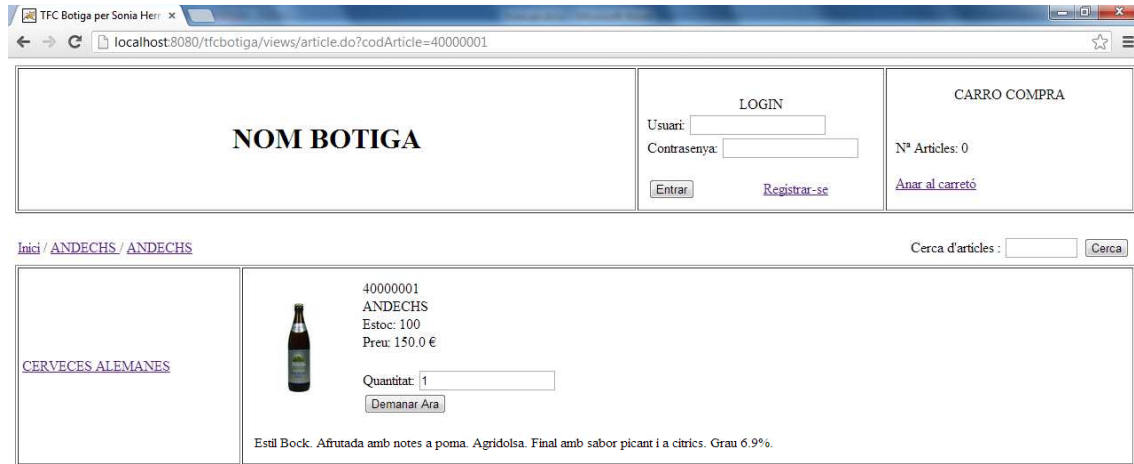 TFC Botiga per Sonia Herr
localhost:8080/tfcbotiga/views/article.do?codArticle=40000001
NOM BOTIGA
LOGIN
Usuari:
Contrasenya:
Entrar Registrar-se
CARRO COMPRA
Nª Articles: 0
Anar al carretó
Inici / ANDECHS / ANDECHS
Cerca d'articles : Cerca
CERVECES ALEMANES
40000001
ANDECHS
Estoc: 100
Preu: 150.0 €
Quantitat: 1
Demanar Ara
Estil Bock. Afrutada amb notes a poma. Agridolsa. Final amb sabor picant i a citrics. Grau 6.9%.